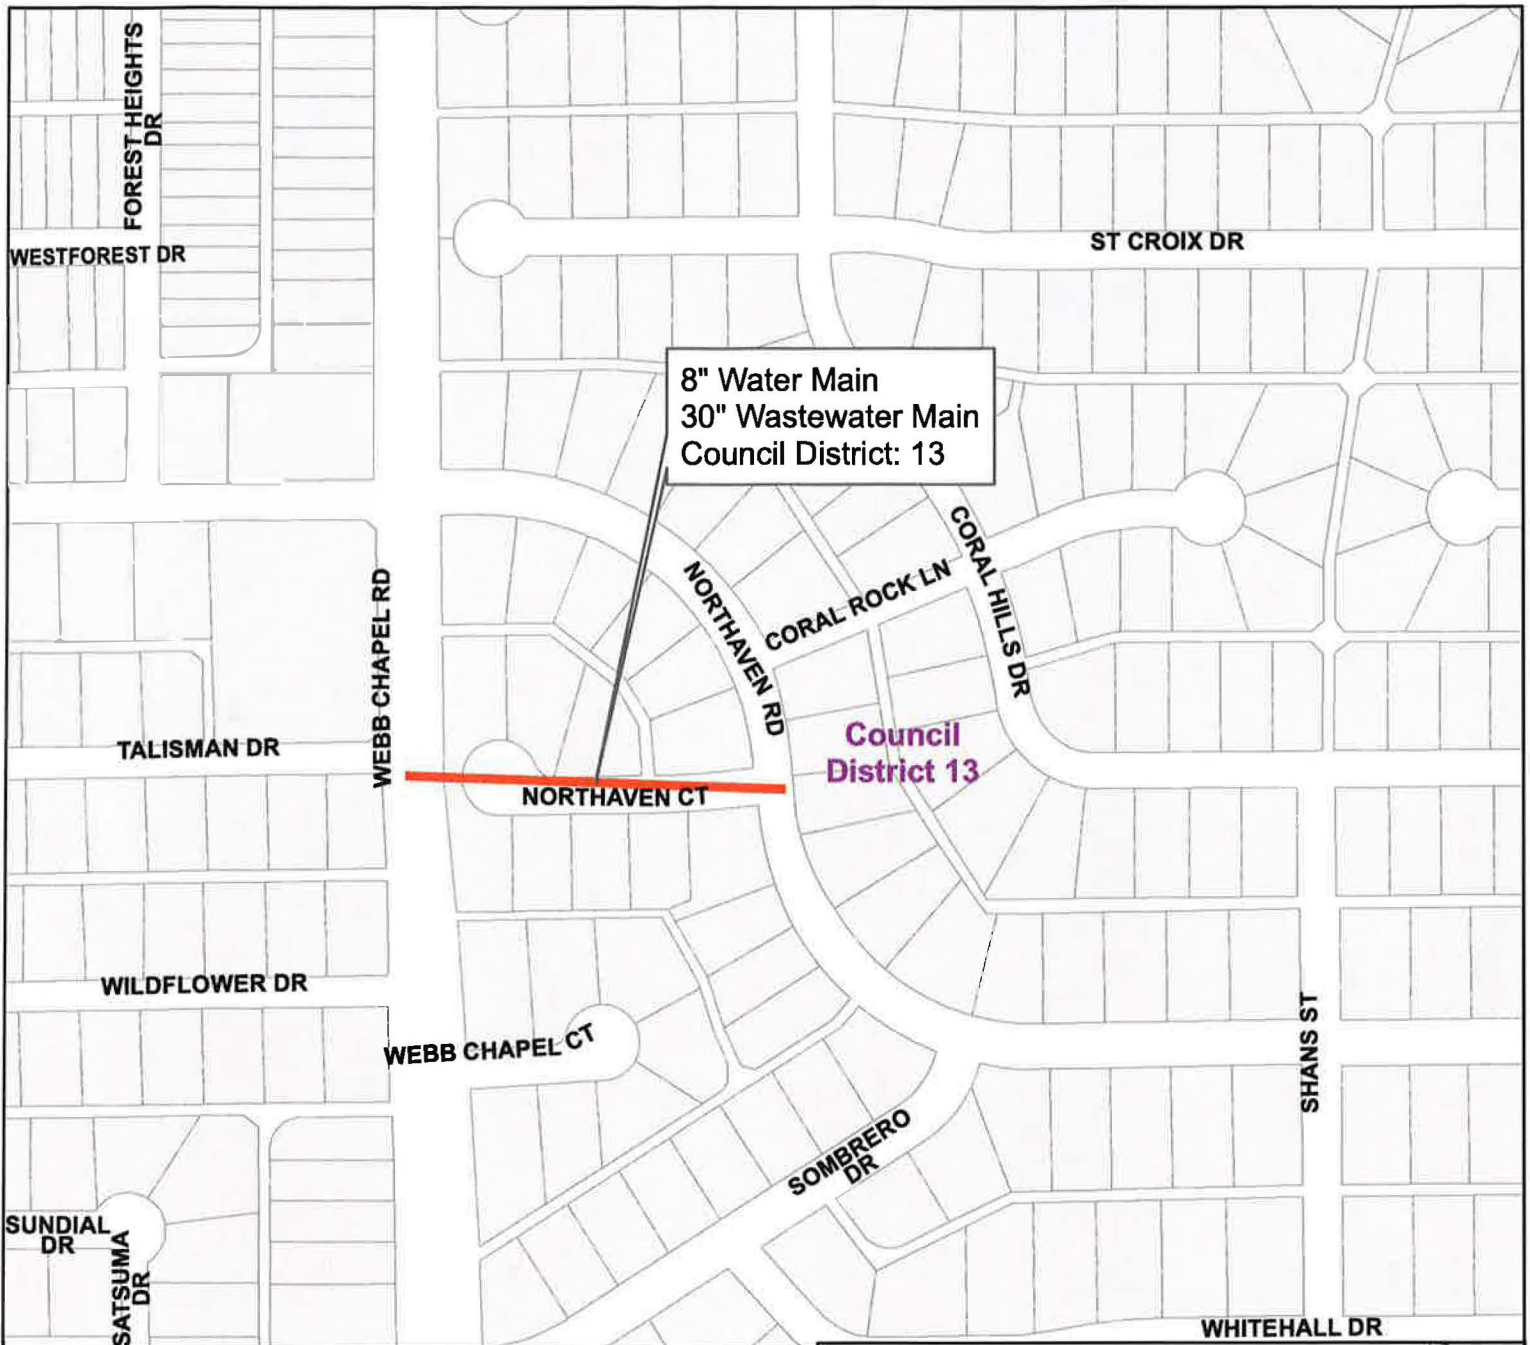 FOREST HEIGHTS
DR
WESTFOREST DR
ST CROIX DR
8" Water Main
30" Wastewater Main
Council District: 13
CORAL HILLS DR
CORAL ROCK LN
NORTHAVEN RD
WEBB CHAPEL RD
TALISMAN DR
Council
District 13
NORTHAVEN CT
WILDFLOWER DR
WEBB CHAPEL CT
SHANS ST
SOMBRERO
DR
SUNDIAL
DR
SATSUMA
DR
WHITEHALL DR